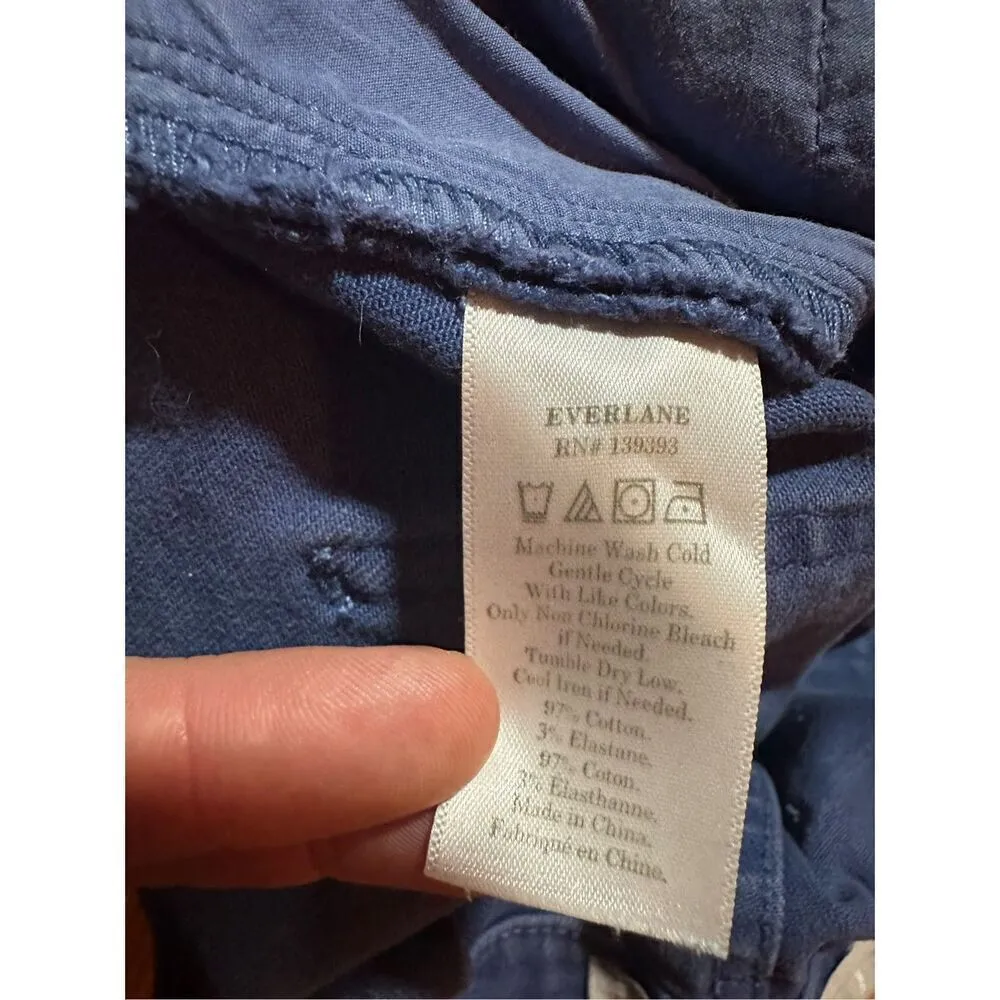 EVERLANE
RN# 139393
Machine Wash Cold
Gentle Cycle
With Like Colors.
Only Non Chlorine Bleach
if Needed.
Tumble Dry Low.
Cool Iron if Needed.
97% Cotton.
3% Elastane.
97% Coton.
3% Elasthanne.
Made in China.
Fabriqué en Chine.